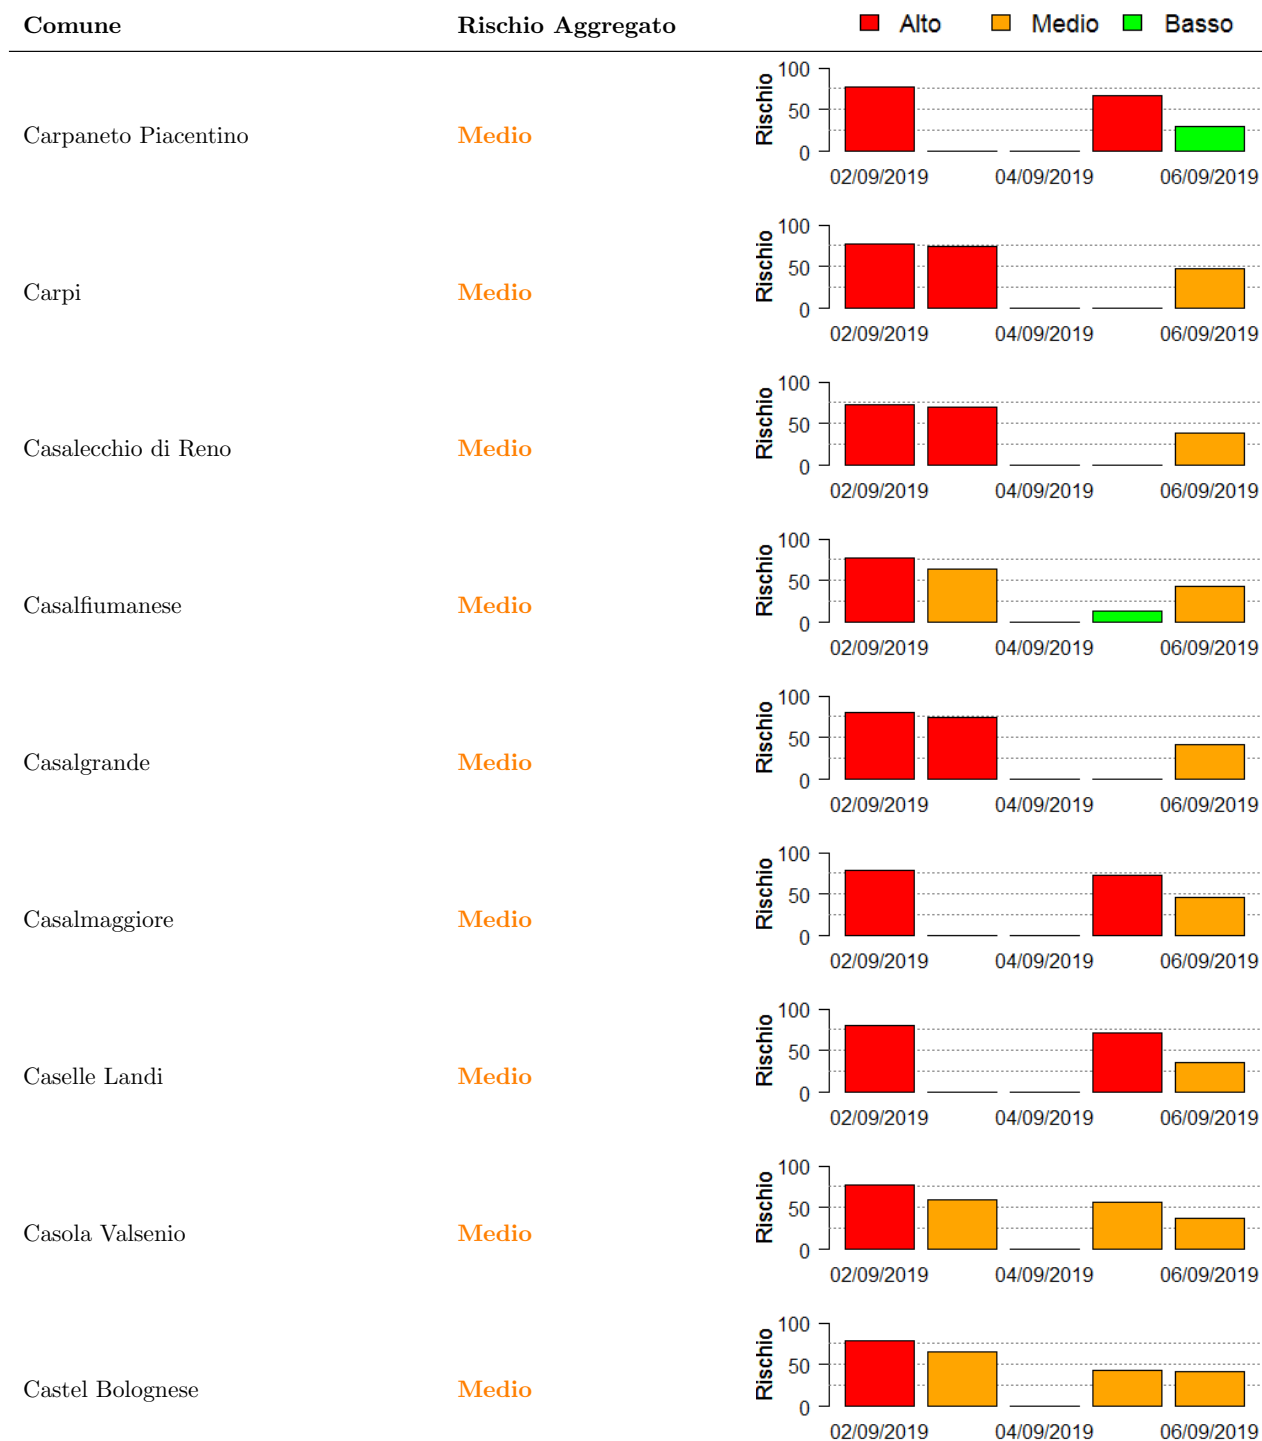 Comune Rischio Aggregato Alto Medio Basso
Carpaneto Piacentino Medio Rischio 100 50 0
02/09/2019 04/09/2019 06/09/2019
Carpi Medio Rischio 100 50 0
02/09/2019 04/09/2019 06/09/2019
Casalecchio di Reno Medio Rischio 100 50 0
02/09/2019 04/09/2019 06/09/2019
Casalfiumanese Medio Rischio 100 50 0
02/09/2019 04/09/2019 06/09/2019
Casalgrande Medio Rischio 100 50 0
02/09/2019 04/09/2019 06/09/2019
Casalmaggiore Medio Rischio 100 50 0
02/09/2019 04/09/2019 06/09/2019
Caselle Landi Medio Rischio 100 50 0
02/09/2019 04/09/2019 06/09/2019
Casola Valsenio Medio Rischio 100 50 0
02/09/2019 04/09/2019 06/09/2019
Castel Bolognese Medio Rischio 100 50 0
02/09/2019 04/09/2019 06/09/2019